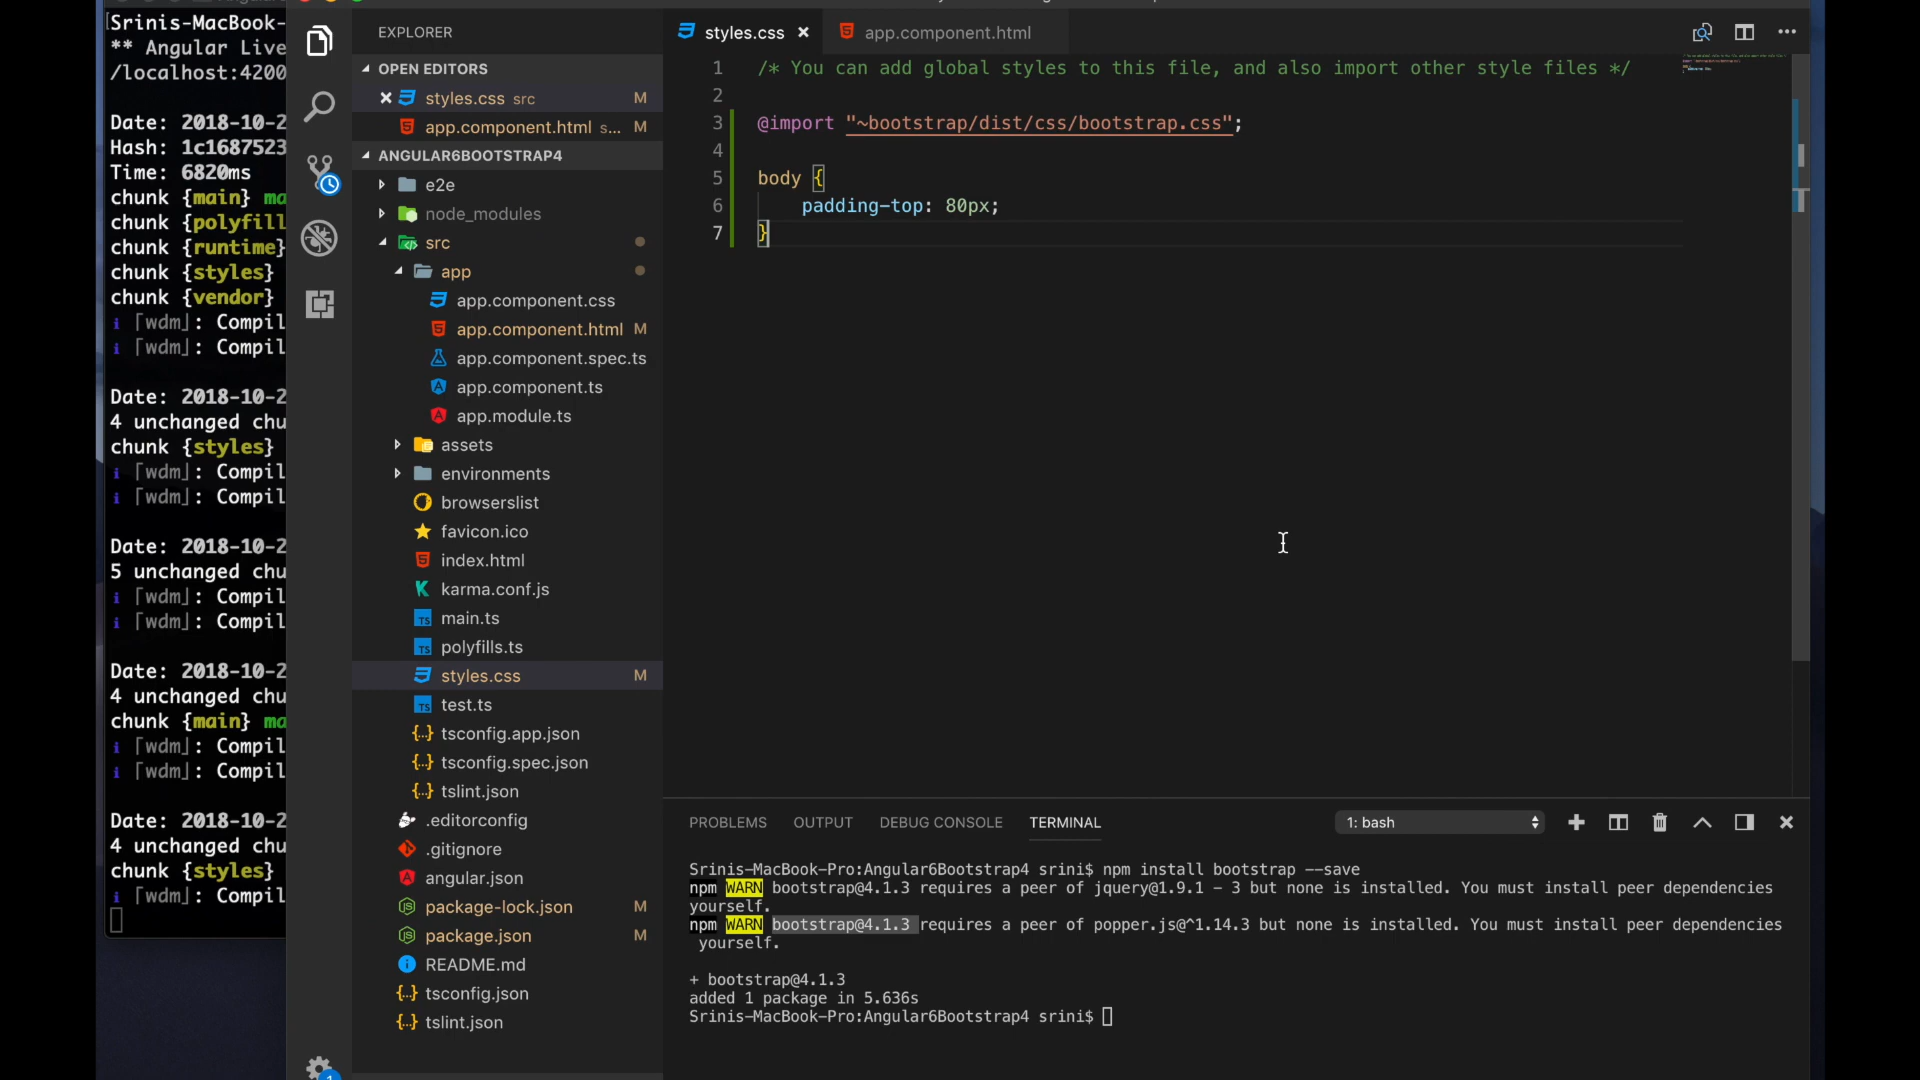 Srinis-MacBook-
** Angular Live
/localhost:4200
Date: 2018-10-2
Hash: 1c1687523
Time: 6820ms
chunk {main} ma
chunk {polyfill
chunk {runtime}
chunk {styles}
chunk {vendor}
i ｢wdm｣: Compil
i ｢wdm｣: Compil
Date: 2018-10-2
4 unchanged chu
chunk {styles}
i ｢wdm｣: Compil
i ｢wdm｣: Compil
Date: 2018-10-2
5 unchanged chu
i ｢wdm｣: Compil
i ｢wdm｣: Compil
Date: 2018-10-2
4 unchanged chu
chunk {main} ma
i ｢wdm｣: Compil
i ｢wdm｣: Compil
Date: 2018-10-2
4 unchanged chu
chunk {styles}
i ｢wdm｣: Compil
EXPLORER
OPEN EDITORS
styles.css src M
app.component.html s... M
ANGULAR6BOOTSTRAP4
e2e
node_modules
src
app
app.component.css
app.component.html M
app.component.spec.ts
app.component.ts
app.module.ts
assets
environments
browserslist
favicon.ico
index.html
karma.conf.js
main.ts
polyfills.ts
styles.css M
test.ts
tsconfig.app.json
tsconfig.spec.json
tslint.json
.editorconfig
.gitignore
angular.json
package-lock.json M
package.json M
README.md
tsconfig.json
tslint.json
styles.css app.component.html
1 /* You can add global styles to this file, and also import other style files */
2
3 @import "~bootstrap/dist/css/bootstrap.css";
4
5 body {
6 padding-top: 80px;
7 }
PROBLEMS OUTPUT DEBUG CONSOLE TERMINAL 1: bash
Srinis-MacBook-Pro:Angular6Bootstrap4 srini$ npm install bootstrap --save
npm WARN bootstrap@4.1.3 requires a peer of jquery@1.9.1 - 3 but none is installed. You must install peer dependencies
yourself.
npm WARN bootstrap@4.1.3 requires a peer of popper.js@^1.14.3 but none is installed. You must install peer dependencies
yourself.
+ bootstrap@4.1.3
added 1 package in 5.636s
Srinis-MacBook-Pro:Angular6Bootstrap4 srini$